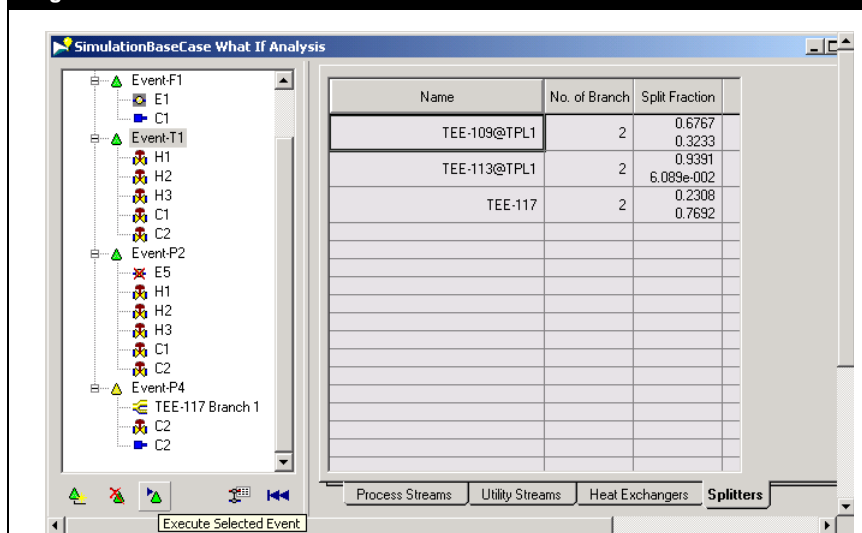 SimulationBaseCase What If Analysis
Event-F1
E1
C1
Event-T1
H1
H2
H3
C1
C2
Event-P2
E5
H1
H2
H3
C1
C2
Event-P4
TEE-117 Branch 1
C2
C2
Execute Selected Event
Name No. of Branch Split Fraction
TEE-109@TPL1 2 0.6767
0.3233
TEE-113@TPL1 2 0.9391
6.089e-002
TEE-117 2 0.2308
0.7692
Process Streams Utility Streams Heat Exchangers Splitters